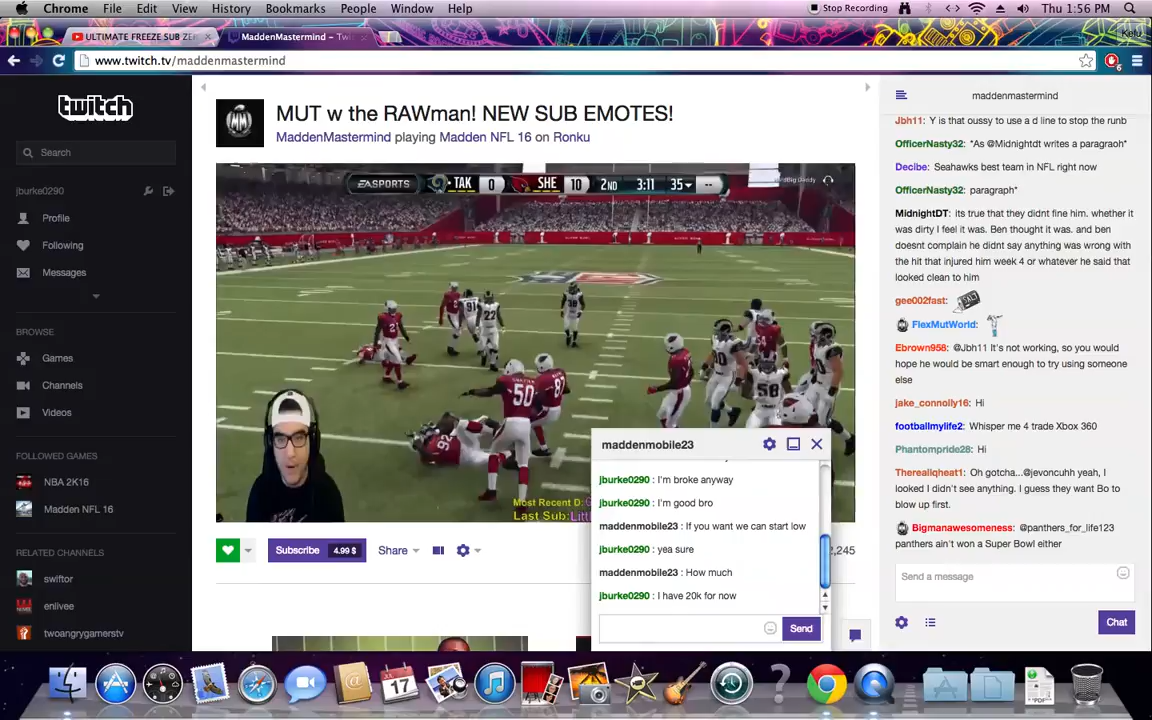 Chrome File Edit View History Bookmarks People Window Help Stop Recording Thu 1:56 PM
ULTIMATE FREEZE SUB ZE MaddenMastermind – Tw
www.twitch.tv/maddenmastermind
6
twitch
Search
jburke0290
Profile
Following
Messages
BROWSE
Games
Channels
Videos
FOLLOWED GAMES
NBA 2K16
Madden NFL 16
RELATED CHANNELS
swiftor
enlivee
twoangrygamerstv
MUT w the RAWman! NEW SUB EMOTES!
MaddenMastermind playing Madden NFL 16 on Ronku
EA SPORTS TAK 0 SHE 10 2ND 3:11 35 --
Most Recent D:
Last Sub:
Subscribe 4.99 $ Share
2,245
maddenmobile23
jburke0290 : I'm broke anyway
jburke0290 : I'm good bro
maddenmobile23 : If you want we can start low
jburke0290 : yea sure
maddenmobile23 : How much
jburke0290 : I have 20k for now
Send
maddenmastermind
Jbh11: Y is that oussy to use a d line to stop the runb
OfficerNasty32: *As @Midnightdt writes a paragraoh*
Decibe: Seahawks best team in NFL right now
OfficerNasty32: paragraph*
MidnightDT: its true that they didnt fine him. whether it
was dirty I feel it was. Ben thought it was. and ben
doesnt complain he didnt say anything was wrong with
the hit that injured him week 4 or whatever he said that
looked clean to him
gee002fast:
FlexMutWorld:
Ebrown958: @Jbh11 It's not working, so you would
hope he would be smart enough to try using someone
else
jake_connolly16: Hi
footballmylife2: Whisper me 4 trade Xbox 360
Phantompride28: Hi
Therealiqheat1: Oh gotcha...@jevoncuhh yeah, I
looked I didn't see anything. I guess they want Bo to
blow up first.
Bigmanawesomeness: @panthers_for_life123
panthers ain't won a Super Bowl either
Send a message
Chat
JUL
17
PDF